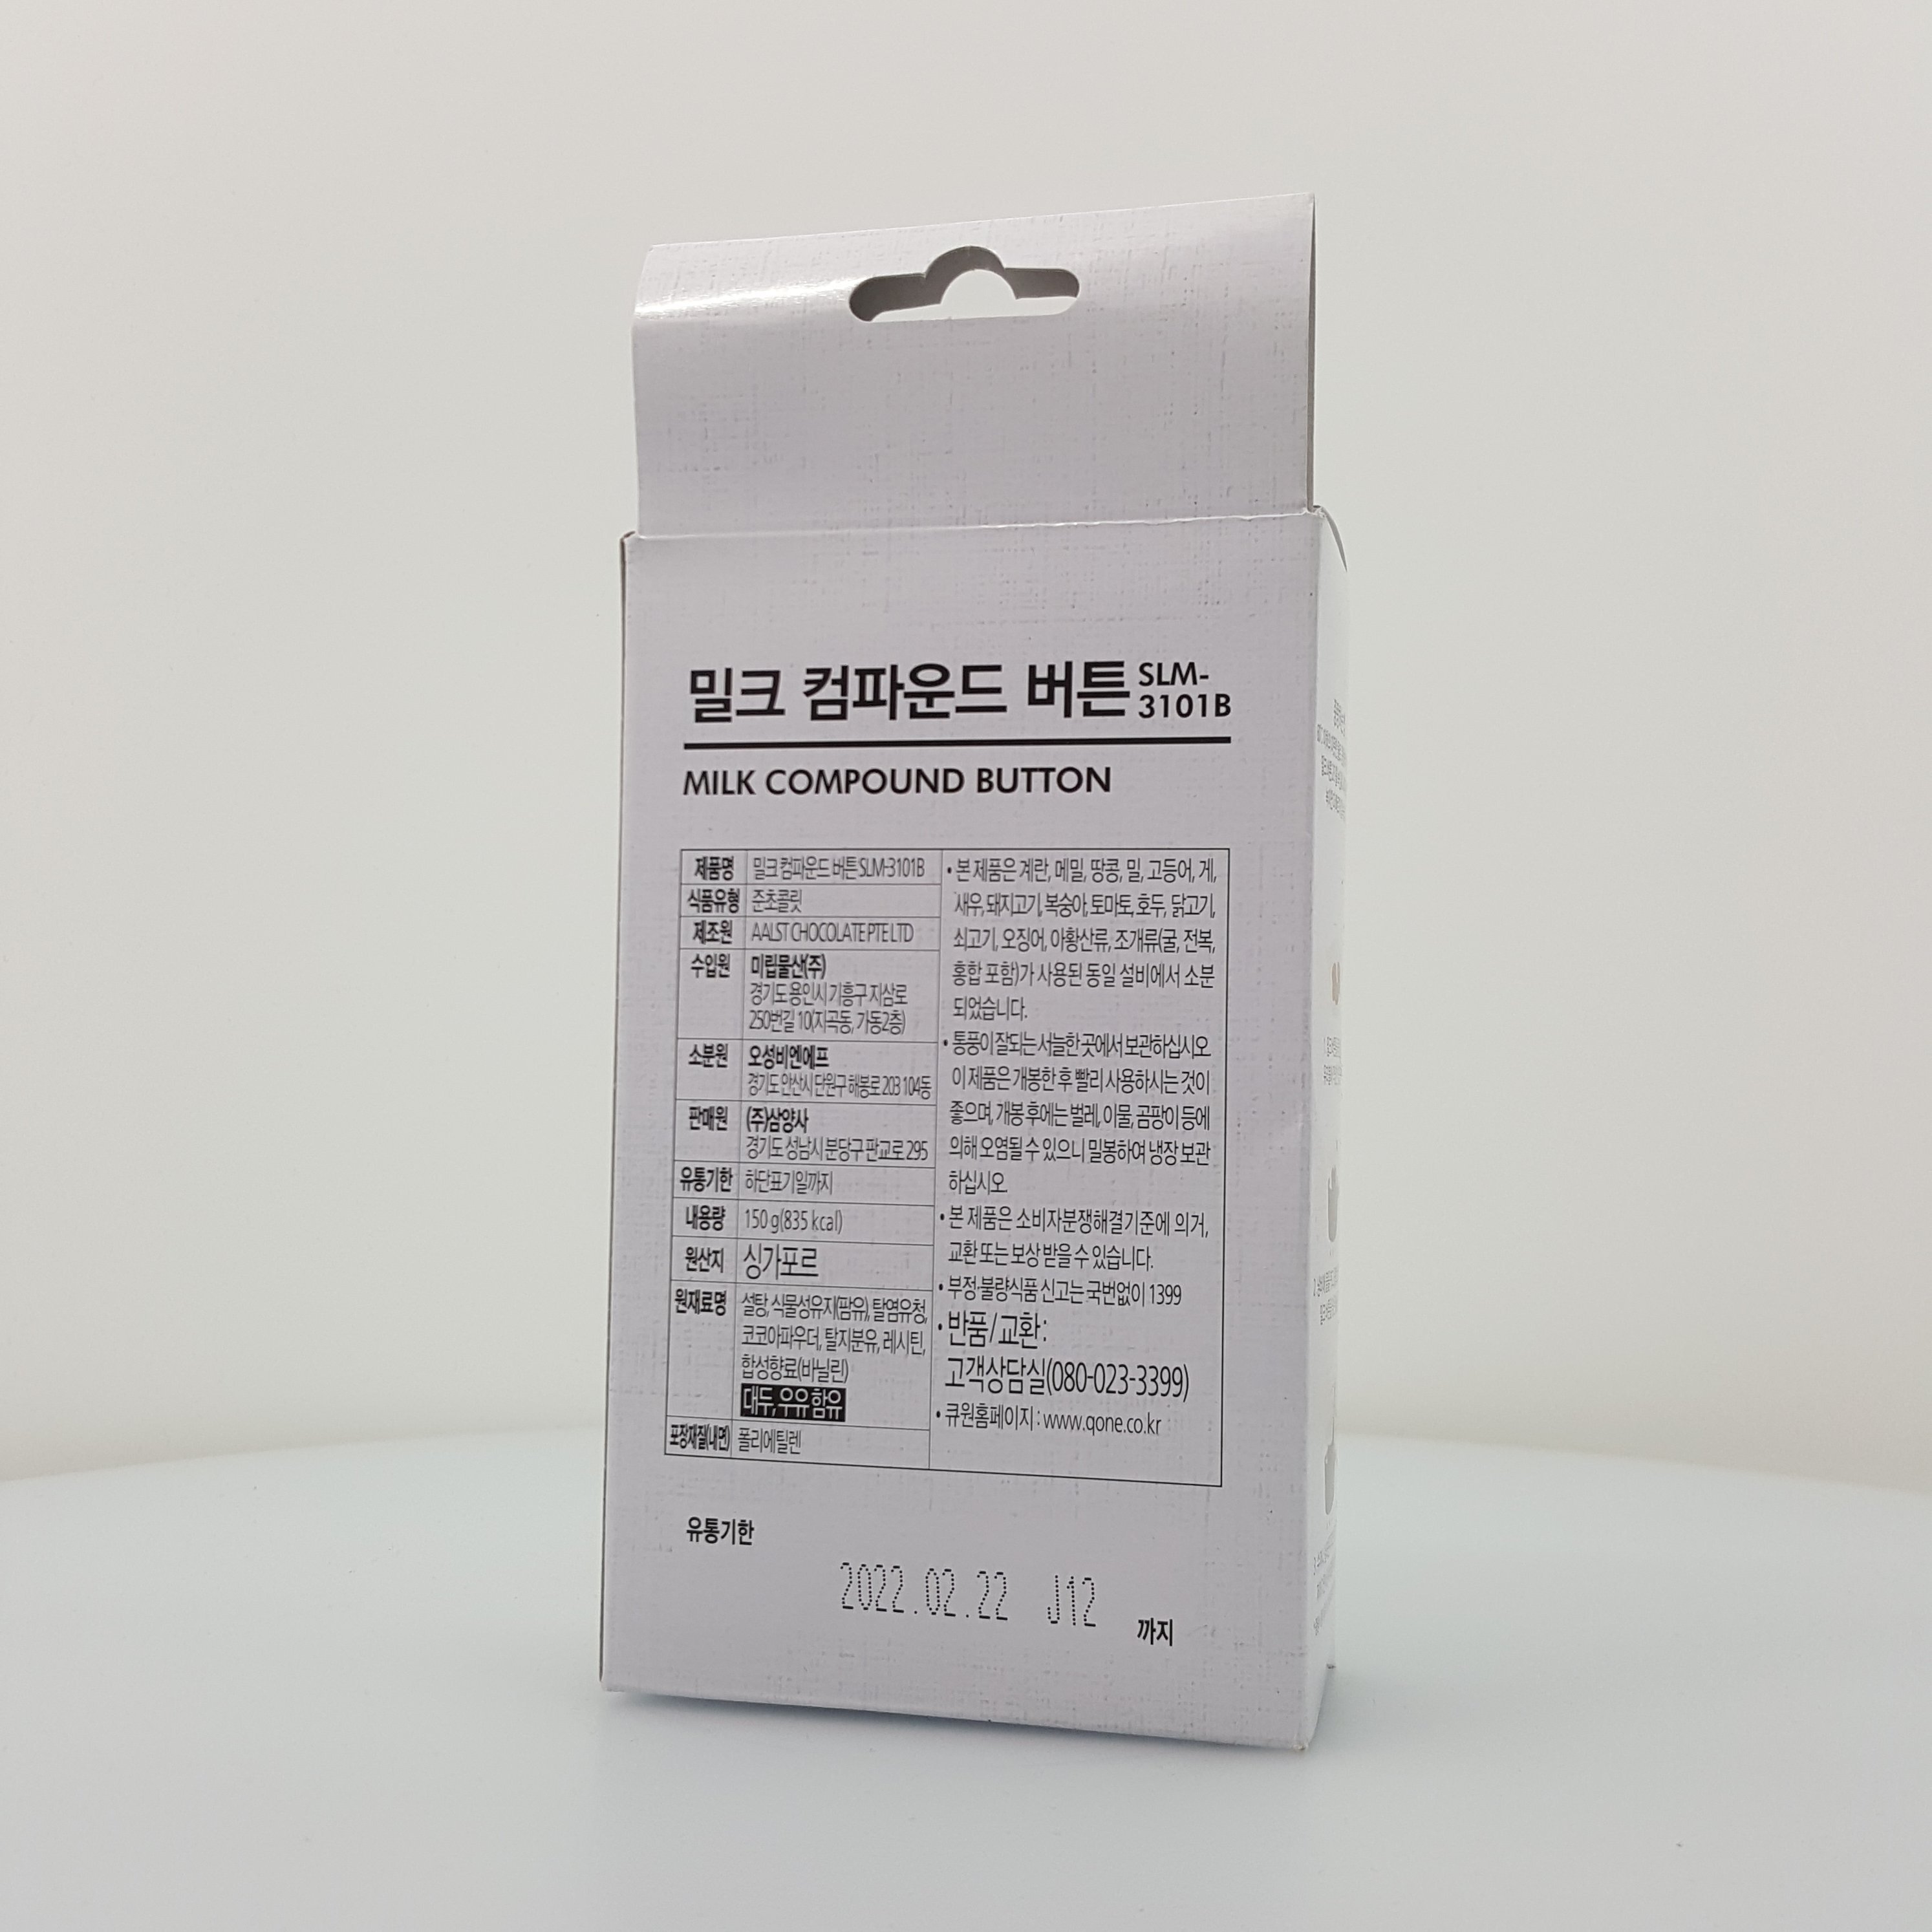 밀크 컴파운드 버튼 SLM-
3101B
MILK COMPOUND BUTTON
제품명 밀크 컴파운드 버튼 SLM-3101B
식품유형 준초콜릿
제조원 AALST CHOCOLATE PTE LTD
수입원 미립물산(주)
경기도 용인시 기흥구 지삼로
250번길 10(지곡동, 가동2층)
소분원 오성비엔에프
경기도 안산시 단원구 해봉로 203 104동
판매원 (주)삼양사
경기도 성남시 분당구 판교로 295
유통기한 하단표기일까지
내용량 150 g(835 kcal)
원산지 싱가포르
원재료명 설탕, 식물성유지(팜유), 탈염유청,
코코아파우더, 탈지분유, 레시틴,
합성향료(바닐린)
대두, 우유 함유
포장재질(내면) 폴리에틸렌
• 본 제품은 계란, 메밀, 땅콩, 밀, 고등어, 게,
새우, 돼지고기, 복숭아, 토마토, 호두, 닭고기,
쇠고기, 오징어, 아황산류, 조개류(굴, 전복,
홍합 포함)가 사용된 동일 설비에서 소분
되었습니다.
• 통풍이 잘되는 서늘한 곳에서 보관하십시오.
이 제품은 개봉한 후 빨리 사용하시는 것이
좋으며, 개봉 후에는 벌레, 이물, 곰팡이 등에
의해 오염될 수 있으니 밀봉하여 냉장 보관
하십시오.
• 본 제품은 소비자분쟁해결기준에 의거,
교환 또는 보상 받을 수 있습니다.
• 부정·불량식품 신고는 국번없이 1399
• 반품/교환 :
고객상담실(080-023-3399)
• 큐원홈페이지 : www.qone.co.kr
유통기한
2022.02.22 J12
까지